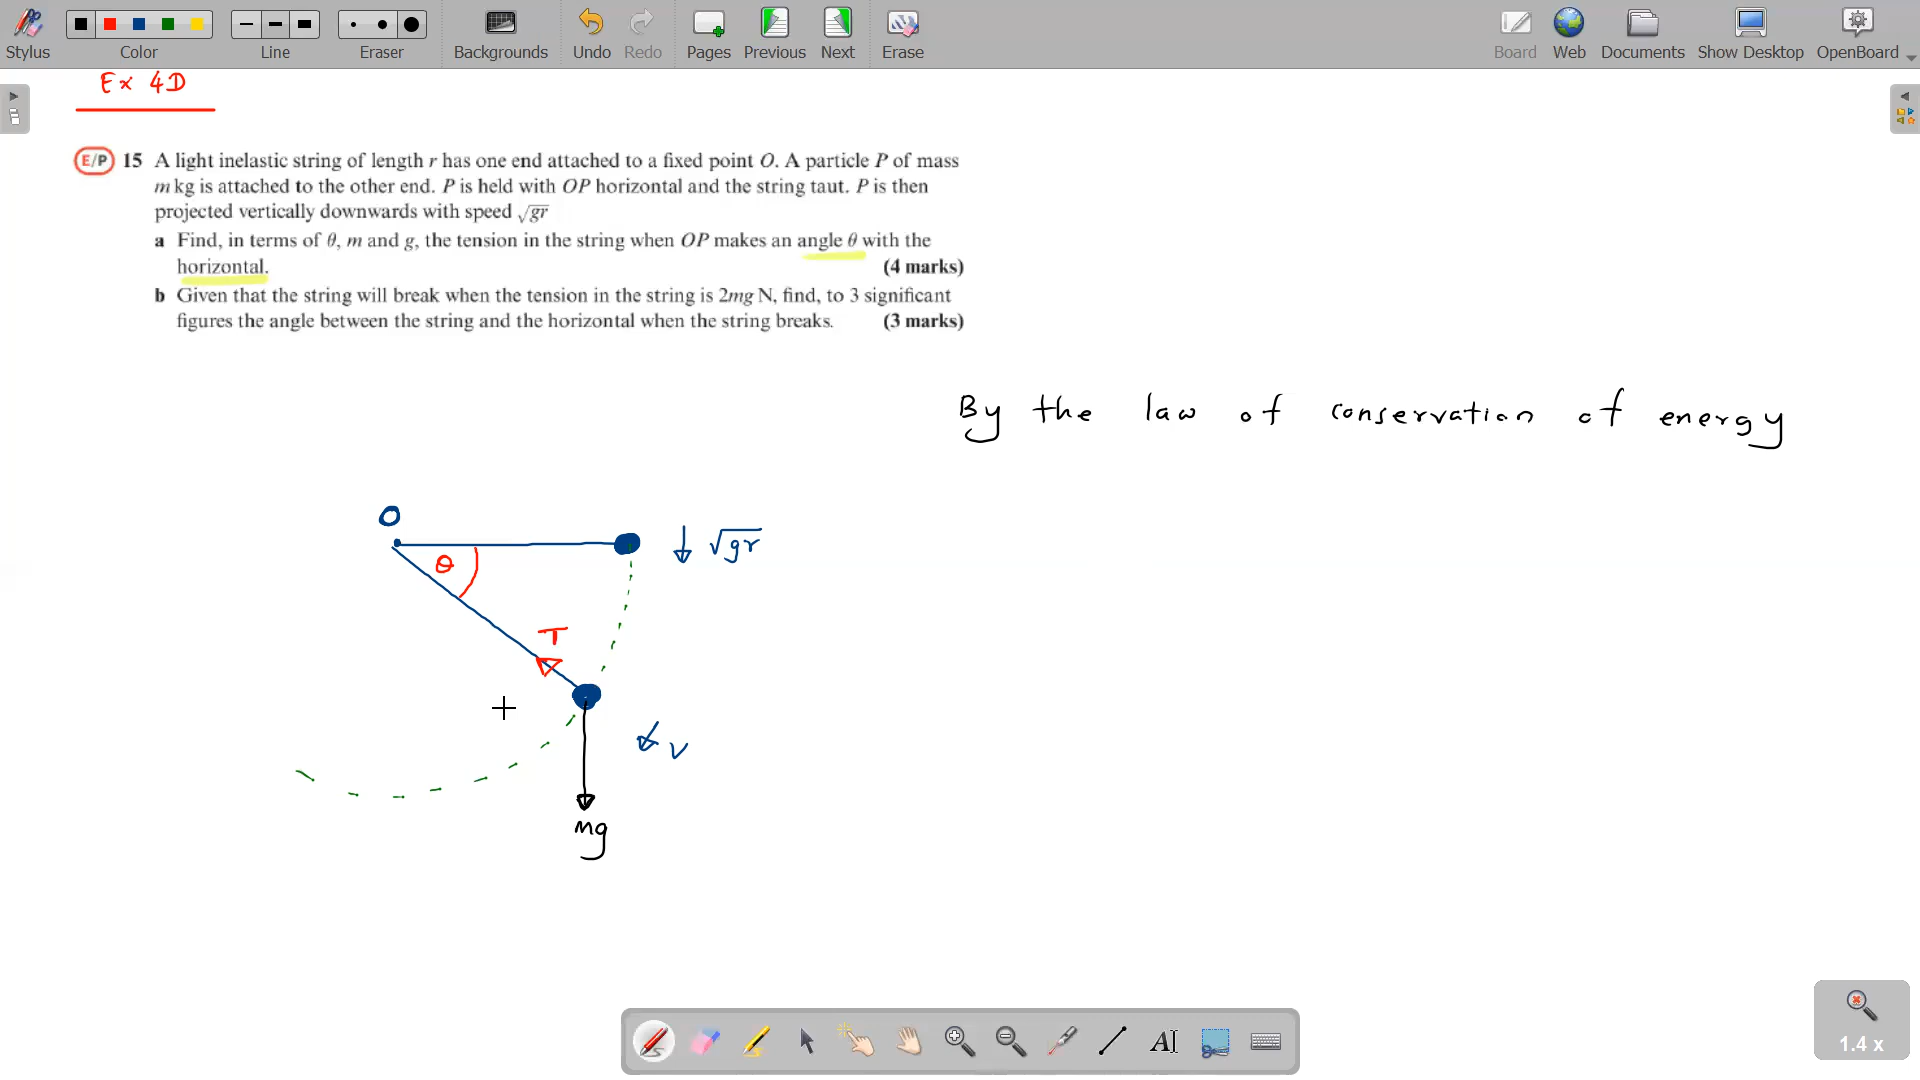 Stylus Color Line Eraser Backgrounds Undo Redo Pages Previous Next Erase Board Web Documents Show Desktop OpenBoard
Ex 4D
E/P 15 A light inelastic string of length r has one end attached to a fixed point O. A particle P of mass
m kg is attached to the other end. P is held with OP horizontal and the string taut. P is then
projected vertically downwards with speed √gr
a Find, in terms of θ, m and g, the tension in the string when OP makes an angle θ with the
horizontal. (4 marks)
b Given that the string will break when the tension in the string is 2mg N, find, to 3 significant
figures the angle between the string and the horizontal when the string breaks. (3 marks)
By the law of conservation of energy
O
√gr
θ
T
v
mg
AI
1.4 x